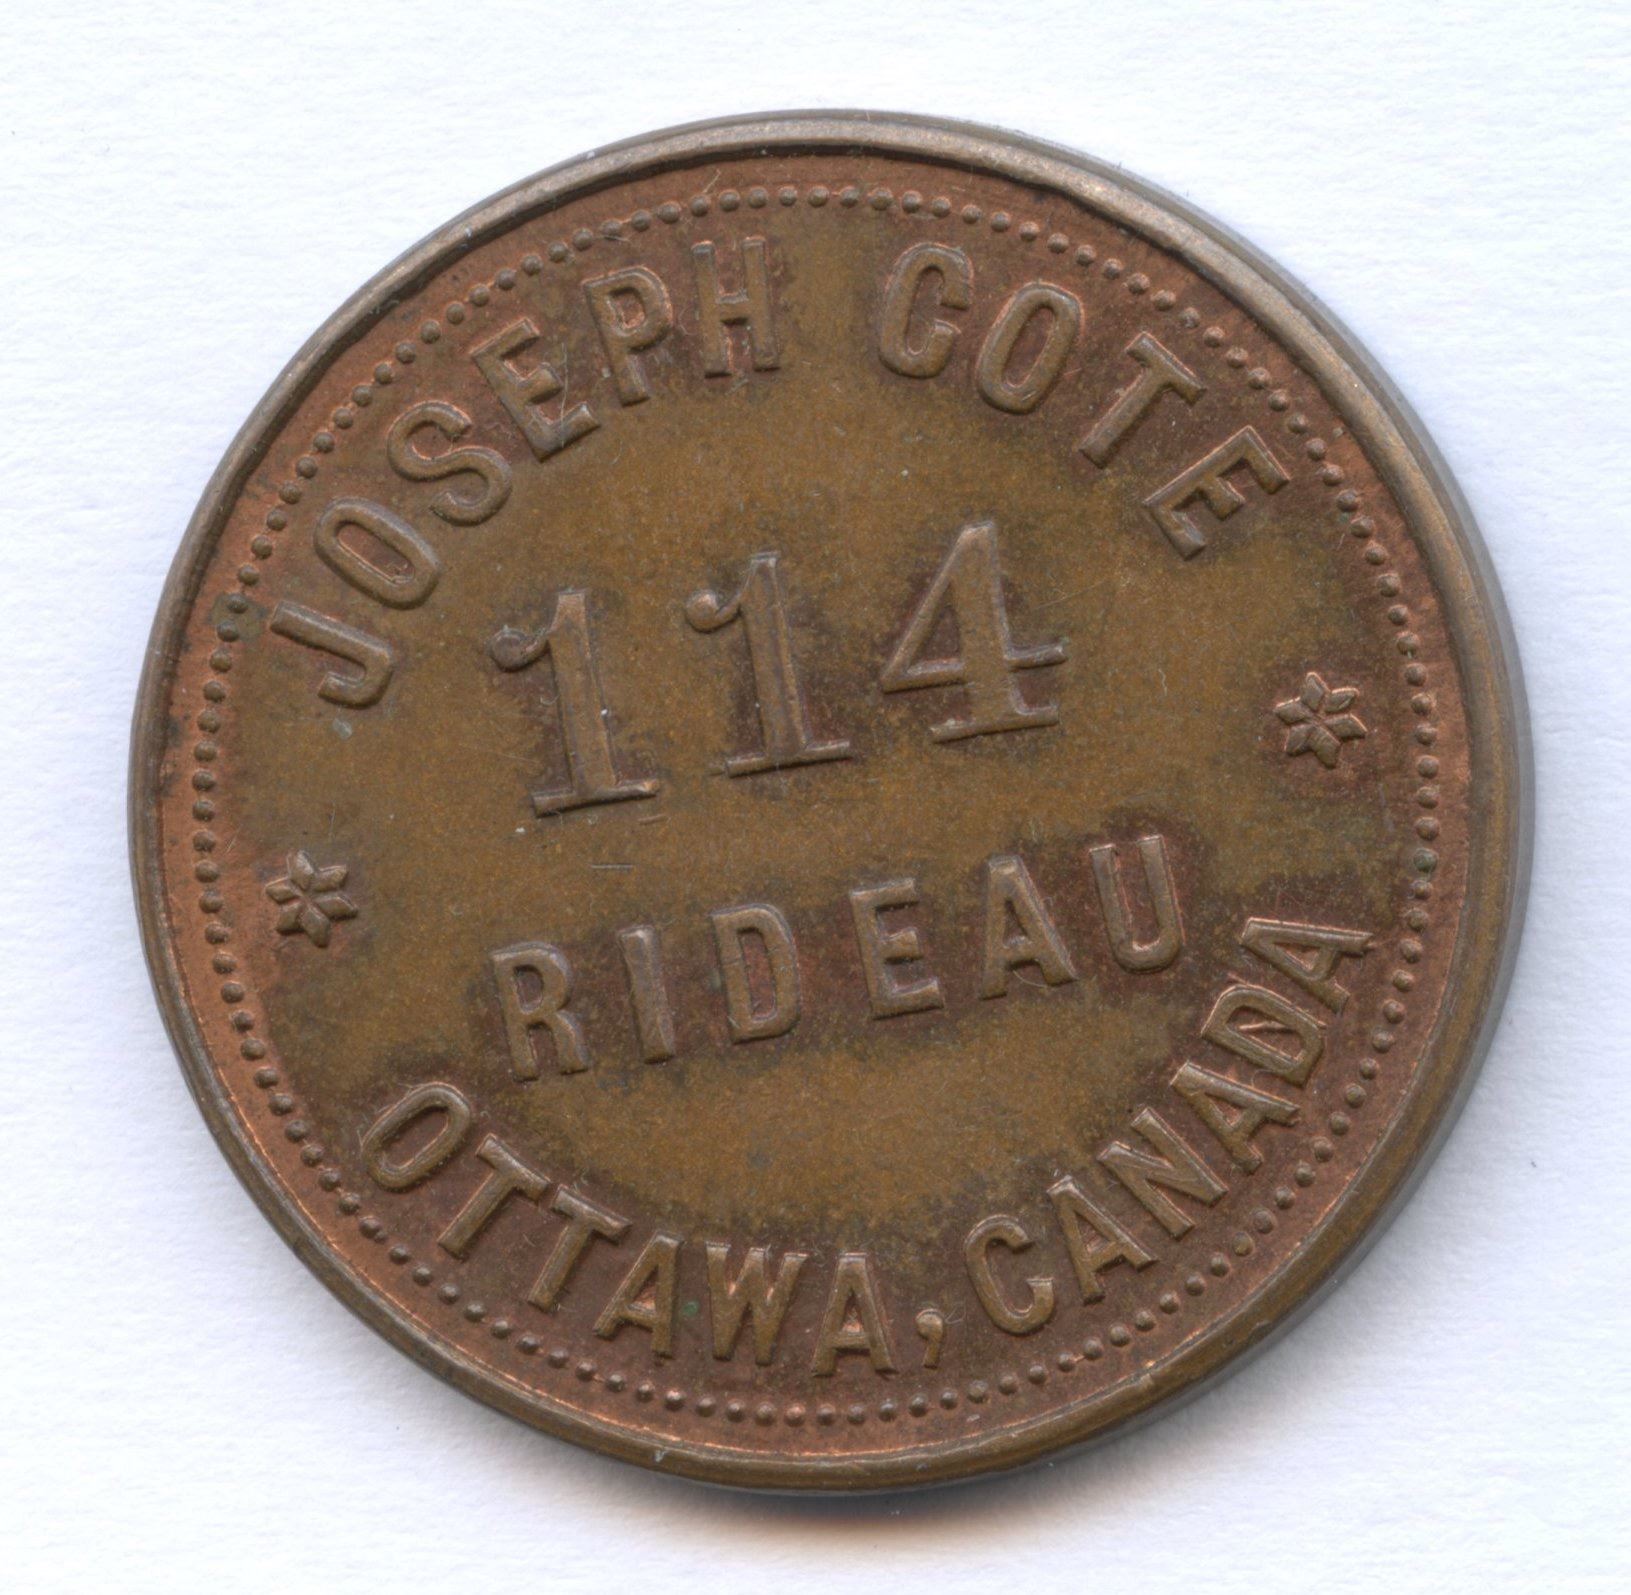 JOSEPH COTE
114
RIDEAU
OTTAWA, CANADA